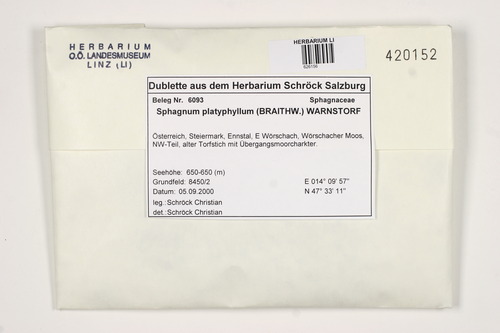 HERBARIUM
O.Ö. LANDESMUSEUM
LINZ (LI)
HERBARIUM LI
420152
Dublette aus dem Herbarium Schröck Salzburg
Beleg Nr. 6093 Sphagnaceae
Sphagnum platyphyllum (BRAITHW.) WARNSTORF
Österreich, Steiermark, Ennstal, E Wörschach, Wörschacher Moos,
NW-Teil, alter Torfstich mit Übergangsmoorcharkter.
Seehöhe: 650-650 (m)
Grundfeld: 8450/2 E 014° 09' 57"
Datum: 05.09.2000 N 47° 33' 11"
leg.: Schröck Christian
det.: Schröck Christian